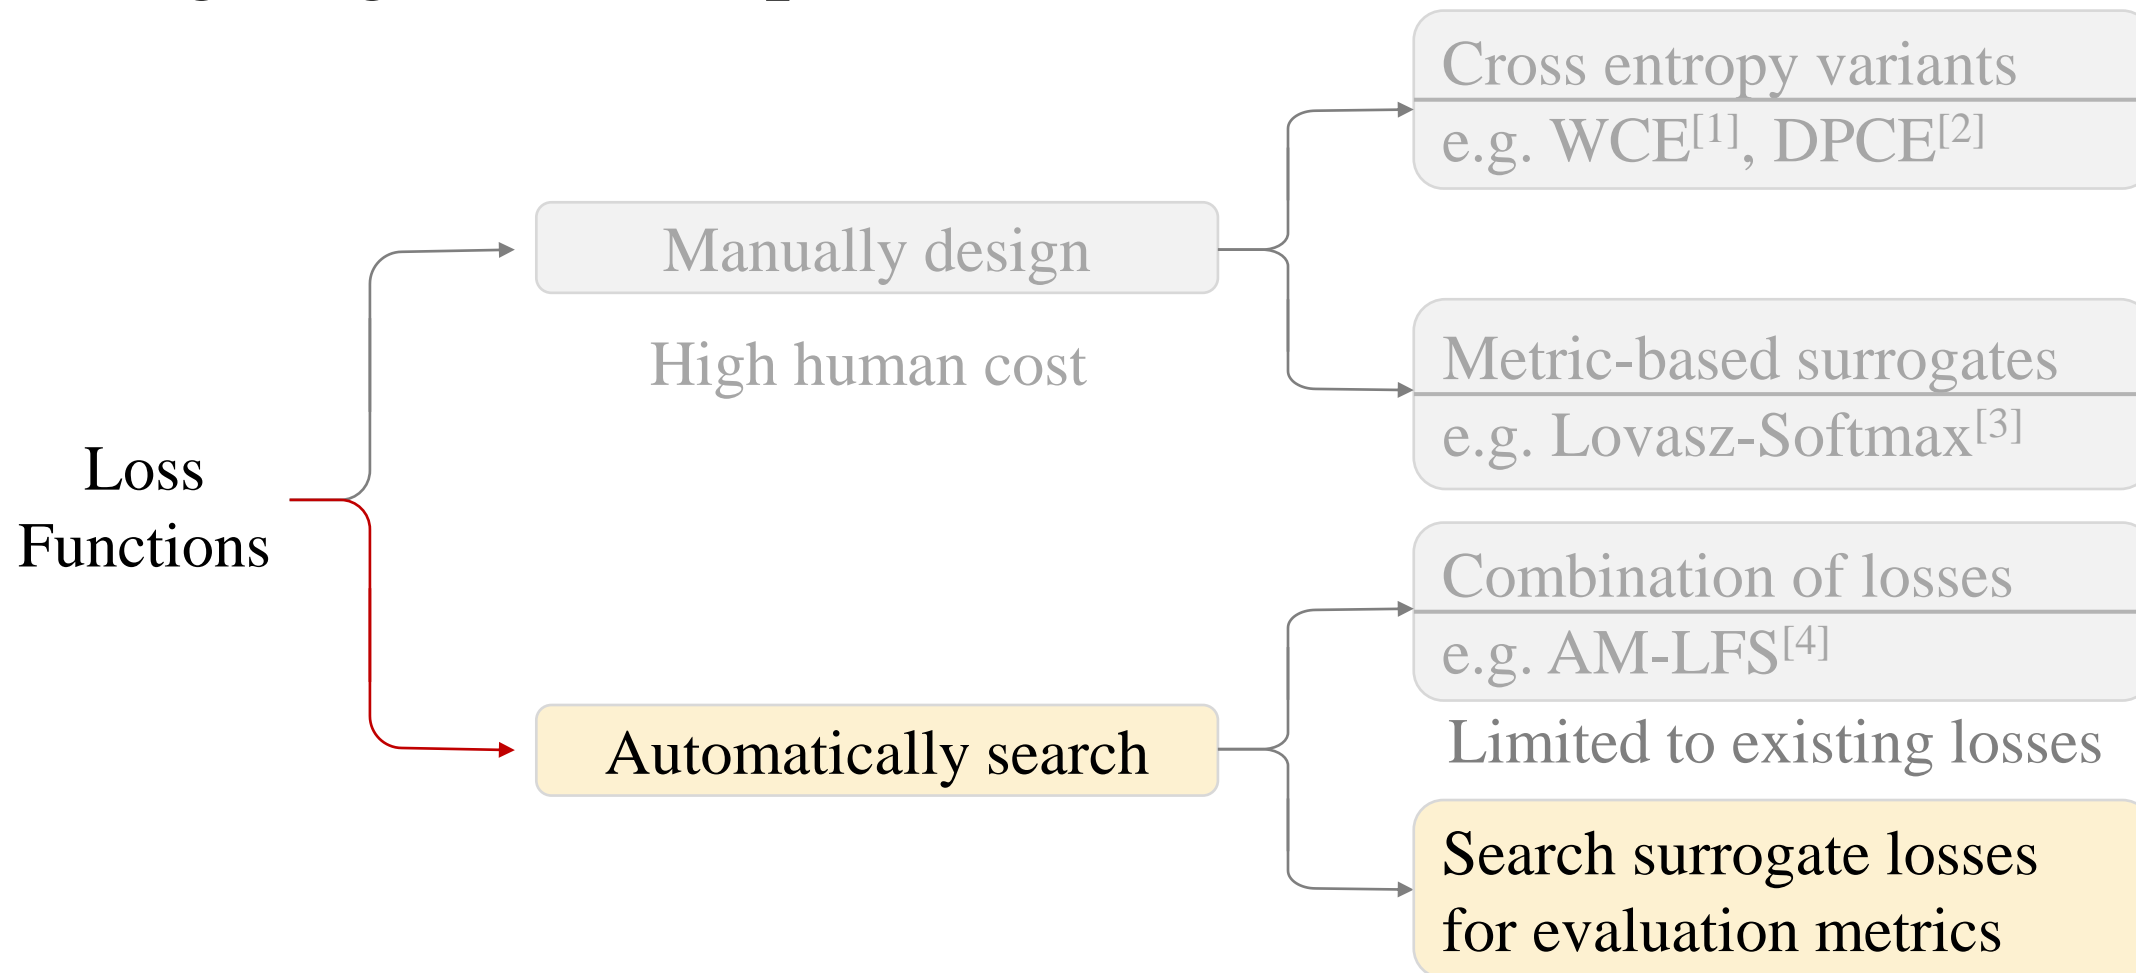 Cross entropy variants
e.g. WCE[1], DPCE[2]
Manually design
High human cost
Metric-based surrogates
e.g. Lovasz-Softmax[3]
Loss
Functions
Combination of losses
e.g. AM-LFS[4]
Limited to existing losses
Automatically search
Search surrogate losses
for evaluation metrics